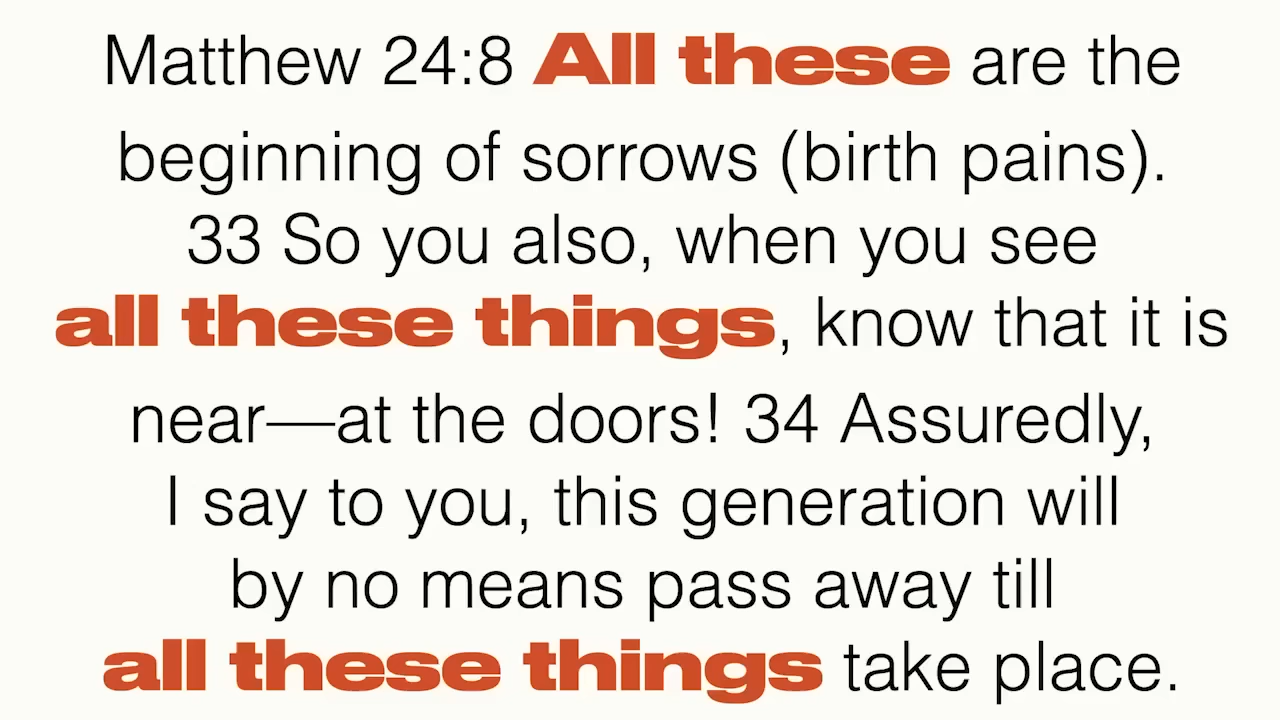 Matthew 24:8 All these are the
beginning of sorrows (birth pains).
33 So you also, when you see
all these things, know that it is
near—at the doors! 34 Assuredly,
I say to you, this generation will
by no means pass away till
all these things take place.